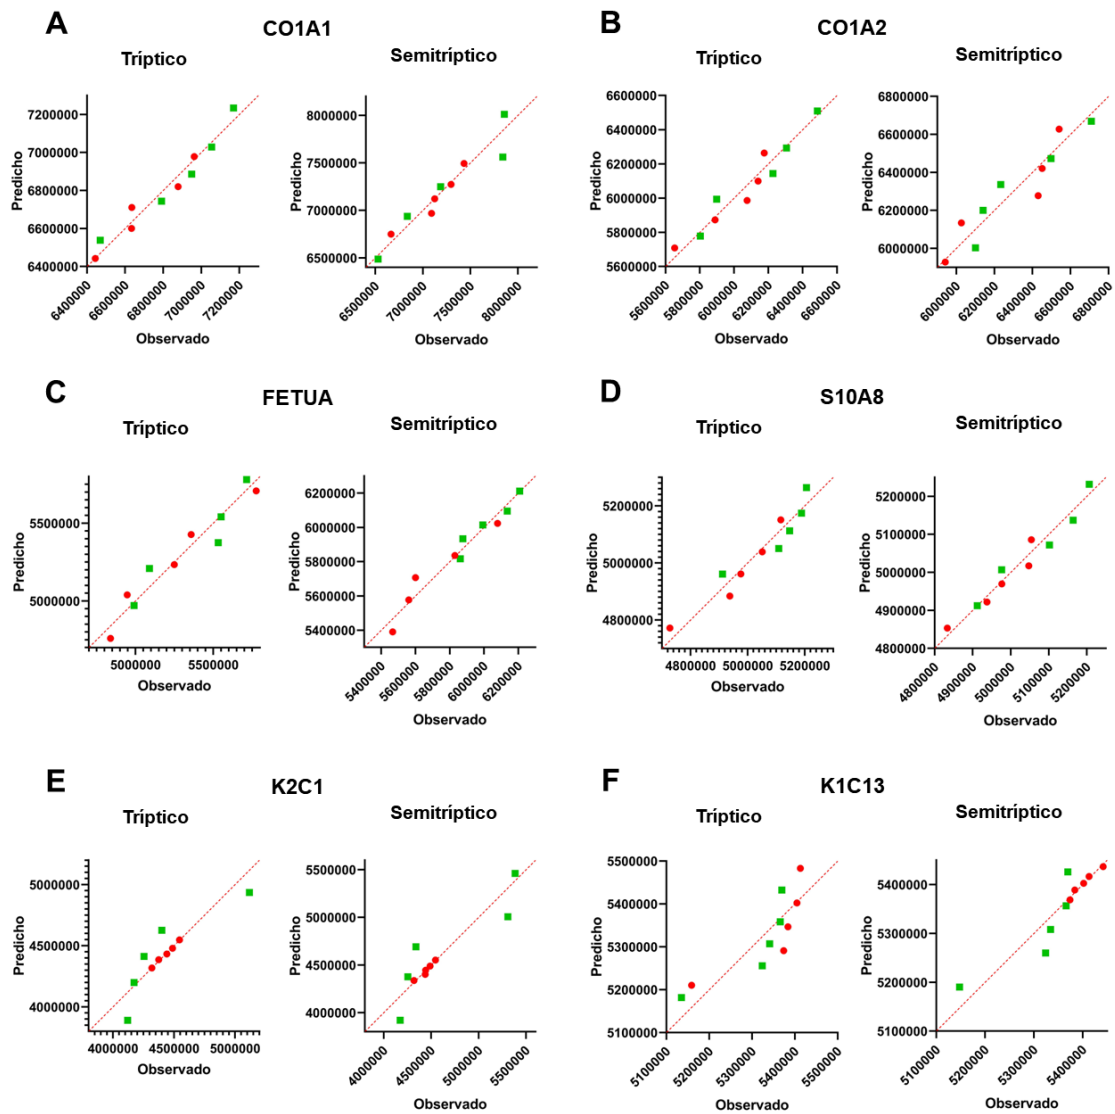 A
CO1A1
Tríptico
Semitríptico
Predicho
7200000
7000000
6800000
6600000
6400000
6400000
6600000
6800000
7000000
7200000
Observado
Predicho
8000000
7500000
7000000
6500000
6500000
7000000
7500000
8000000
Observado
B
CO1A2
Tríptico
Semitríptico
Predicho
6600000
6400000
6200000
6000000
5800000
5600000
5600000
5800000
6000000
6200000
6400000
6600000
Observado
Predicho
6800000
6600000
6400000
6200000
6000000
6000000
6200000
6400000
6600000
6800000
Observado
C
FETUA
Tríptico
Semitríptico
Predicho
5500000
5000000
5000000
5500000
Observado
Predicho
6200000
6000000
5800000
5600000
5400000
5400000
5600000
5800000
6000000
6200000
Observado
D
S10A8
Tríptico
Semitríptico
Predicho
5200000
5000000
4800000
4800000
5000000
5200000
Observado
Predicho
5200000
5100000
5000000
4900000
4800000
4800000
4900000
5000000
5100000
5200000
Observado
E
K2C1
Tríptico
Semitríptico
Predicho
5000000
4500000
4000000
4000000
4500000
5000000
Observado
Predicho
5500000
5000000
4500000
4000000
4000000
4500000
5000000
5500000
Observado
F
K1C13
Tríptico
Semitríptico
Predicho
5500000
5400000
5300000
5200000
5100000
5100000
5200000
5300000
5400000
5500000
Observado
Predicho
5400000
5300000
5200000
5100000
5100000
5200000
5300000
5400000
Observado